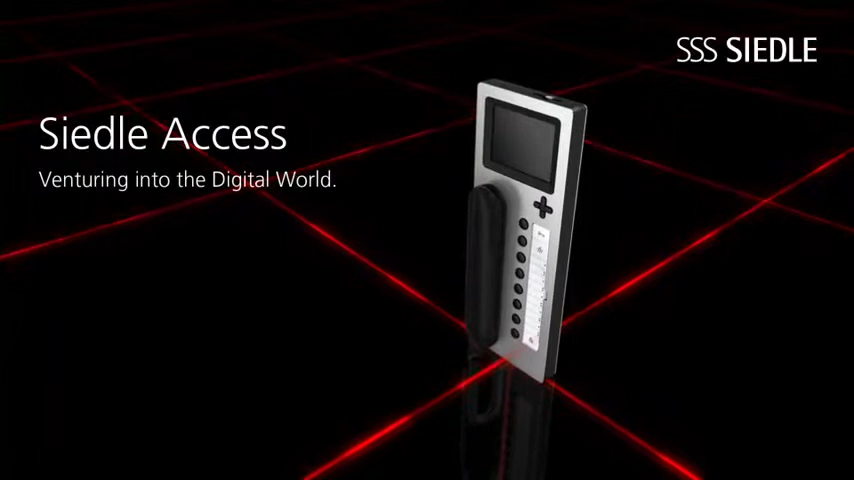 SSS SIEDLE
Siedle Access
Venturing into the Digital World.